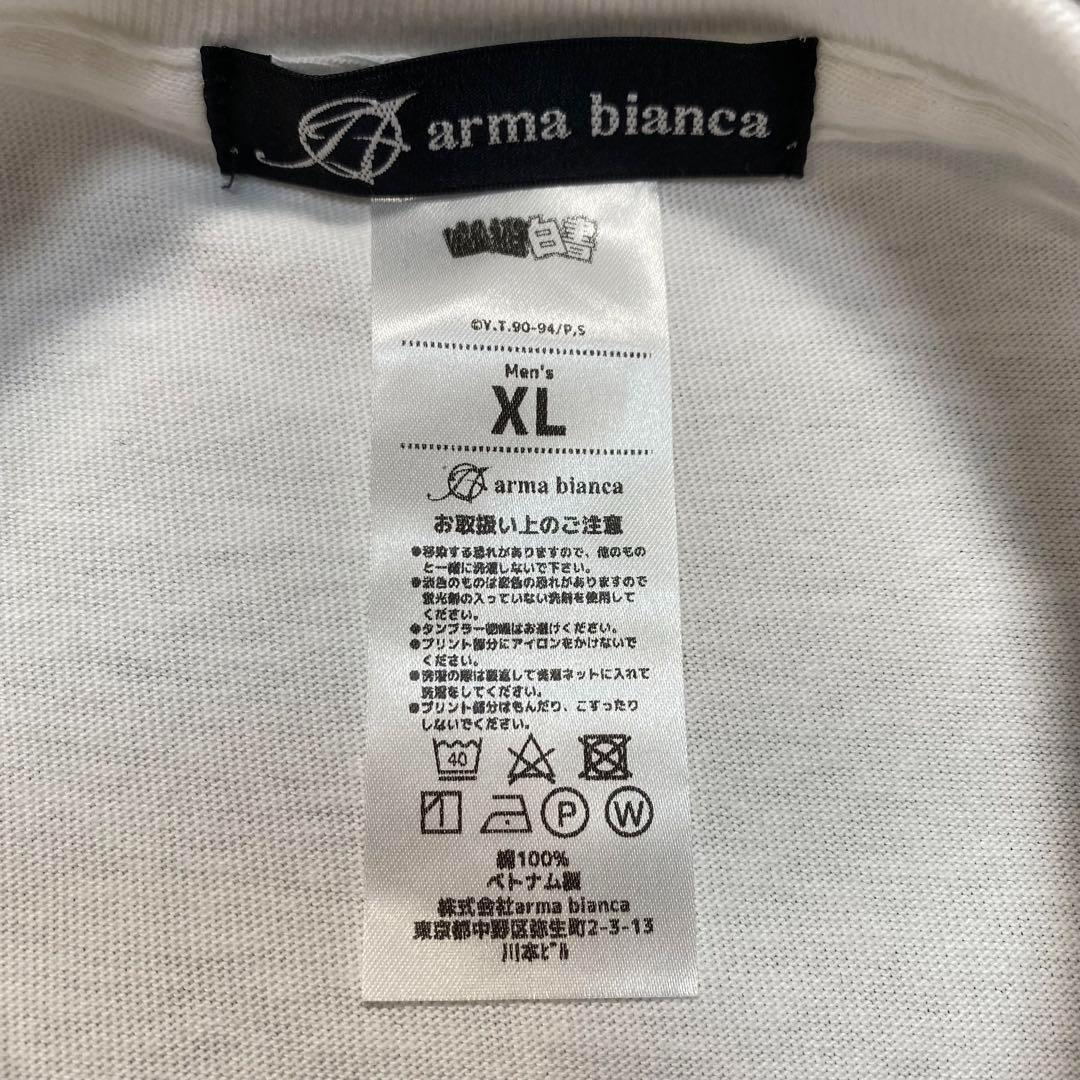 arma bianca
幽遊白書
©Y.T.90-94/P,S
Men's
XL
arma bianca
お取扱い上のご注意
●移染する恐れがありますので、他のもの
と一緒に洗濯しないで下さい。
●淡色のものは変色の恐れがありますので
蛍光剤の入っていない洗剤を使用して
ください。
●タンブラー乾燥はお避けください。
●プリント部分にアイロンをかけないで
ください。
●洗濯の際は裏返して洗濯ネットに入れて
洗濯をしてください。
●プリント部分はもんだり、こすったり
しないでください。
40
P W
綿100%
ベトナム製
株式会社arma bianca
東京都中野区弥生町2-3-13
川本ビル